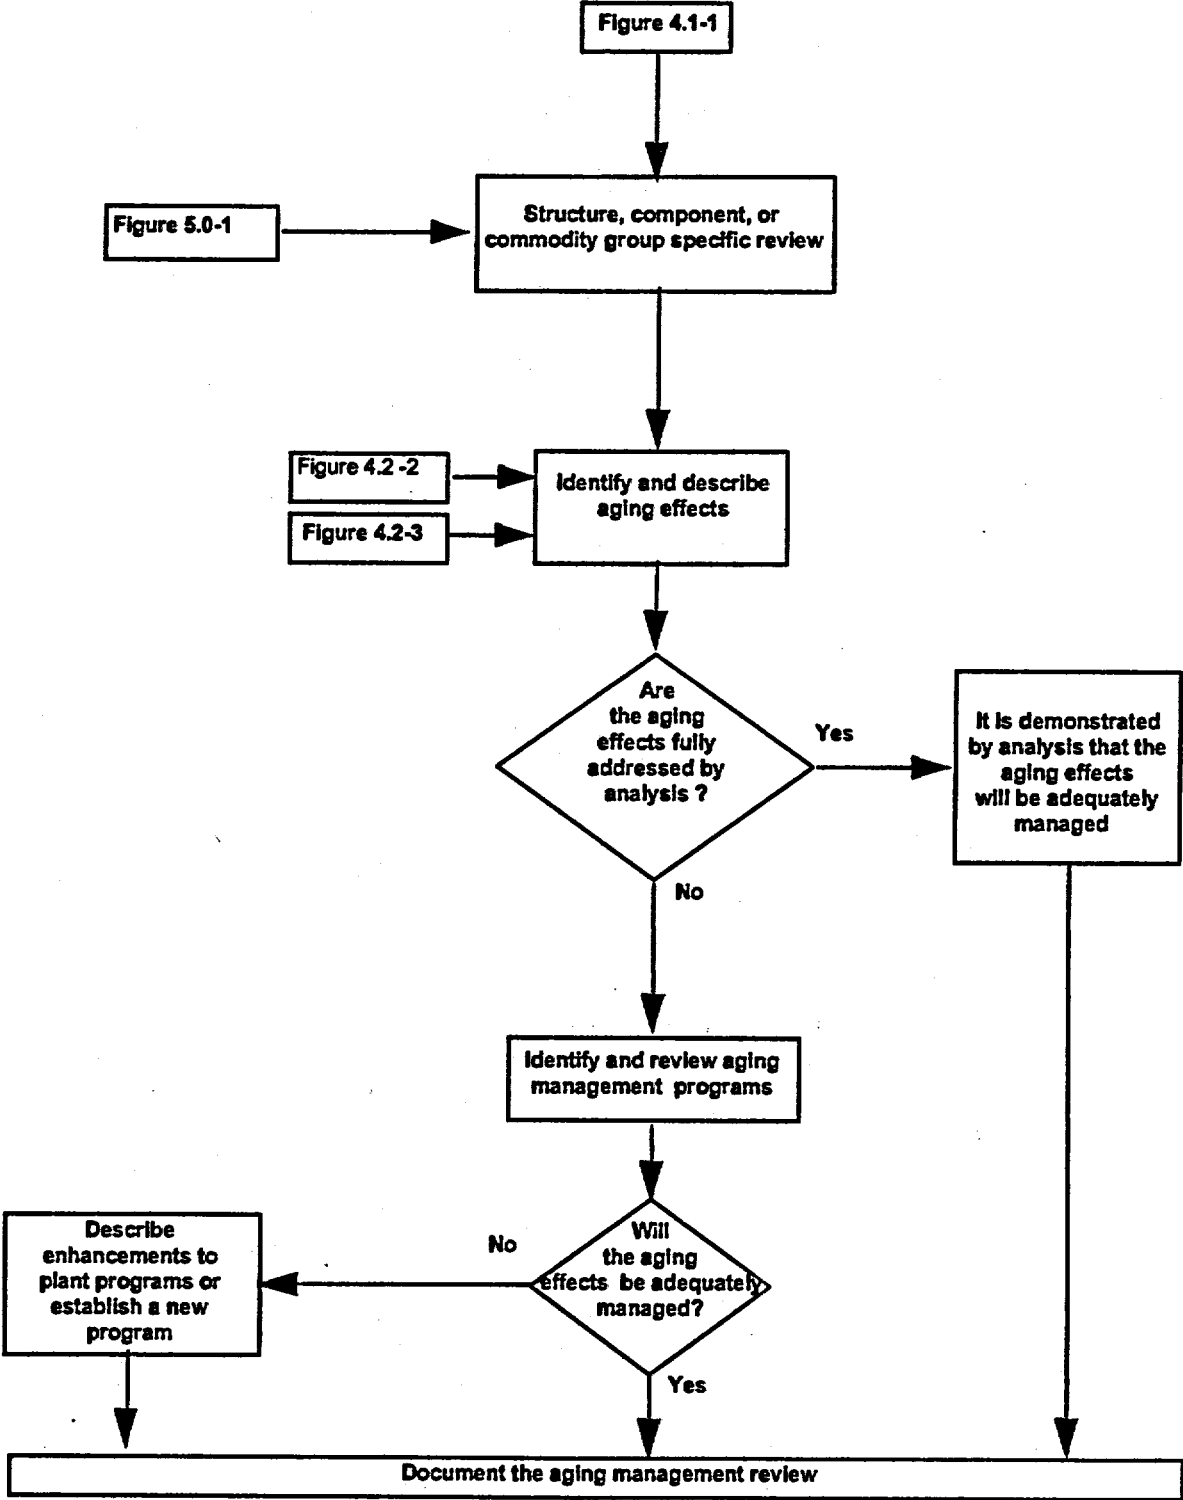 Figure 4.1-1
Structure, component, or
commodity group specific review
Figure 5.0-1
Figure 4.2 -2
Figure 4.2-3
Identify and describe
aging effects
Are
the aging
effects fully
addressed by
analysis ?
Yes
It is demonstrated
by analysis that the
aging effects
will be adequately
managed
No
Identify and review aging
management programs
Will
the aging
effects be adequately
managed?
No
Describe
enhancements to
plant programs or
establish a new
program
Yes
Document the aging management review